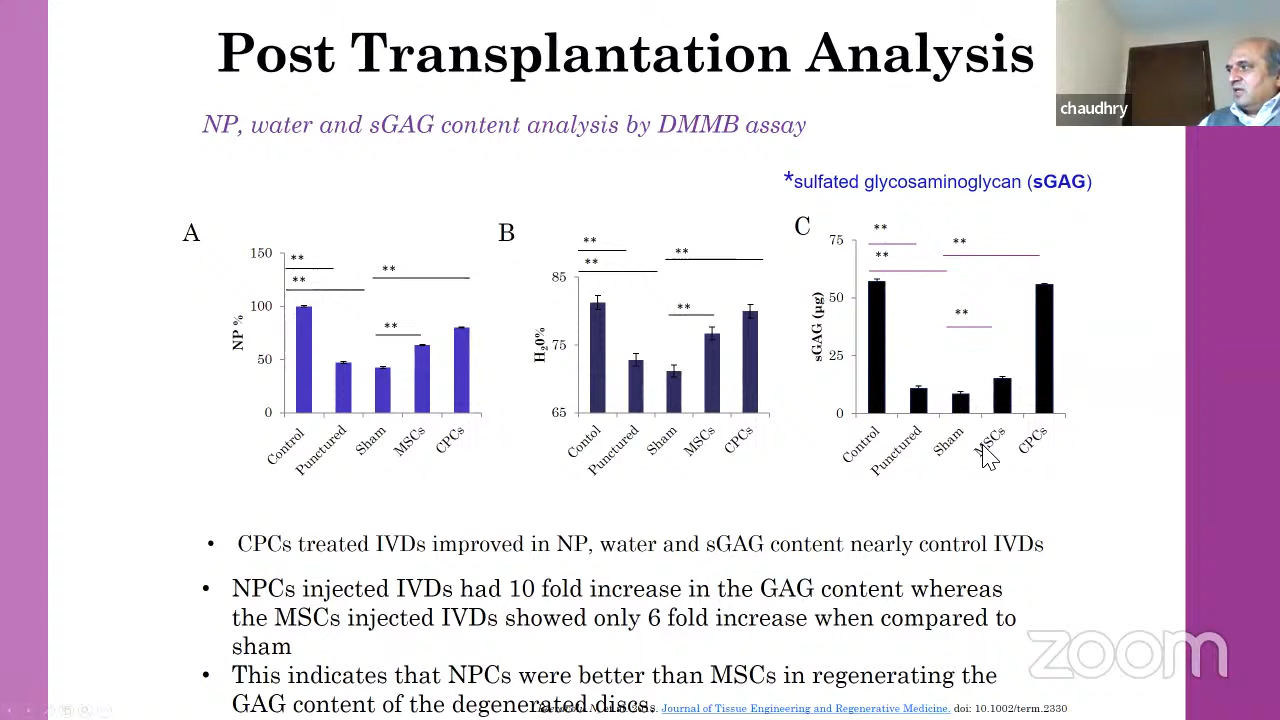 Post Transplantation Analysis
chaudhry
NP, water and sGAG content analysis by DMMB assay
*sulfated glycosaminoglycan (sGAG)
A
NP %
150
100
50
0
**
**
**
**
Control
Punctured
Sham
MSCs
CPCs
B
H20%
85
75
65
**
**
**
**
Contol
Punctured
Sham
MSCs
CPCs
C
sGAG (µg)
75
50
25
0
**
**
**
**
Control
Punctured
Sham
MSCs
CPCs
• CPCs treated IVDs improved in NP, water and sGAG content nearly control IVDs
• NPCs injected IVDs had 10 fold increase in the GAG content whereas
the MSCs injected IVDs showed only 6 fold increase when compared to
sham
• This indicates that NPCs were better than MSCs in regenerating the
GAG content of the degenerated discs.
Journal of Tissue Engineering and Regenerative Medicine. doi: 10.1002/term.2330
zoom